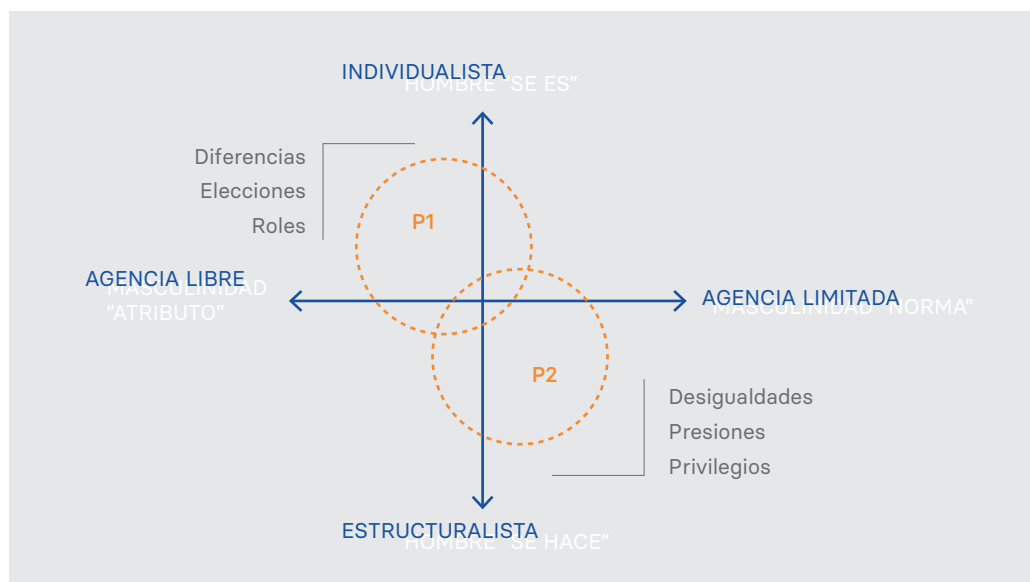 INDIVIDUALISTA
HOMBRE "SE ES"
Diferencias
Elecciones
Roles
P1
AGENCIA LIBRE
MASCULINIDAD
"ATRIBUTO"
AGENCIA LIMITADA
MASCULINIDAD "NORMA"
P2
Desigualdades
Presiones
Privilegios
ESTRUCTURALISTA
HOMBRE "SE HACE"